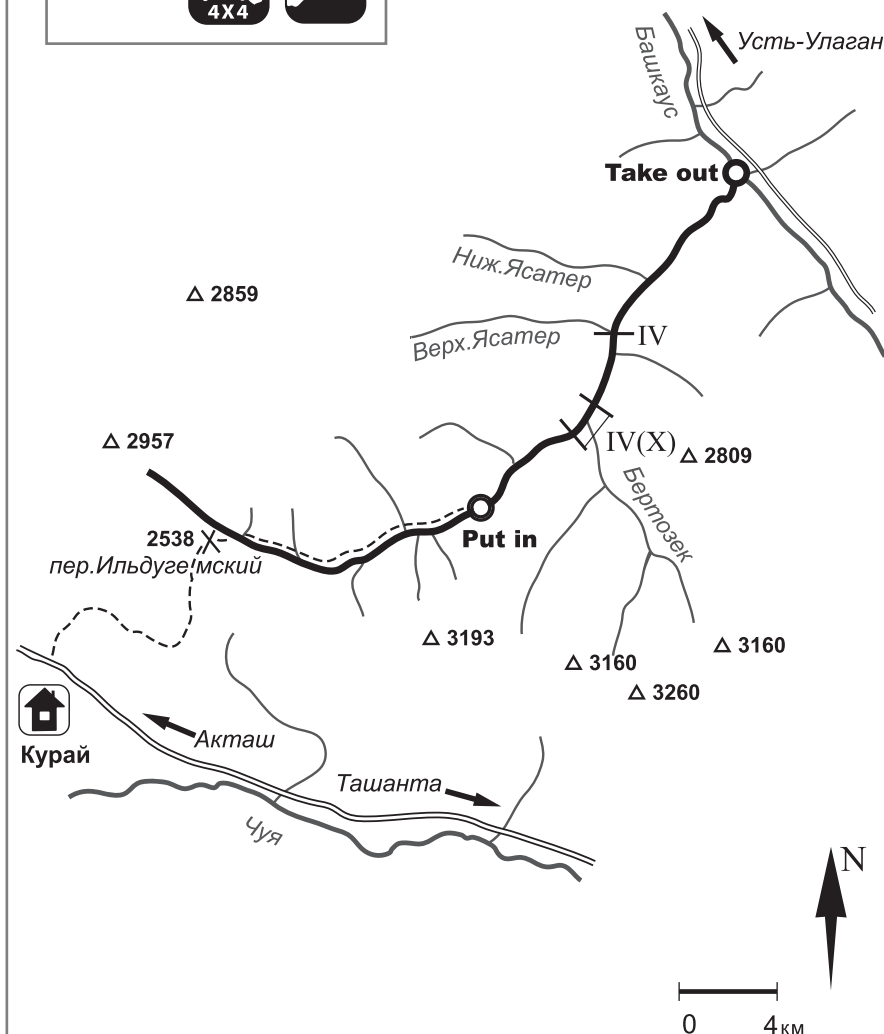 4X4
Усть-Улаган
Башкаус
Take out
Ниж.Ясатер
2859
IV
Верх.Ясатер
2957
IV(X)
2809
Бертозек
2538
Put in
пер.Ильдугемский
3193
3160
3160
3260
Курай
Акташ
Ташанта
Чуя
N
0 4км